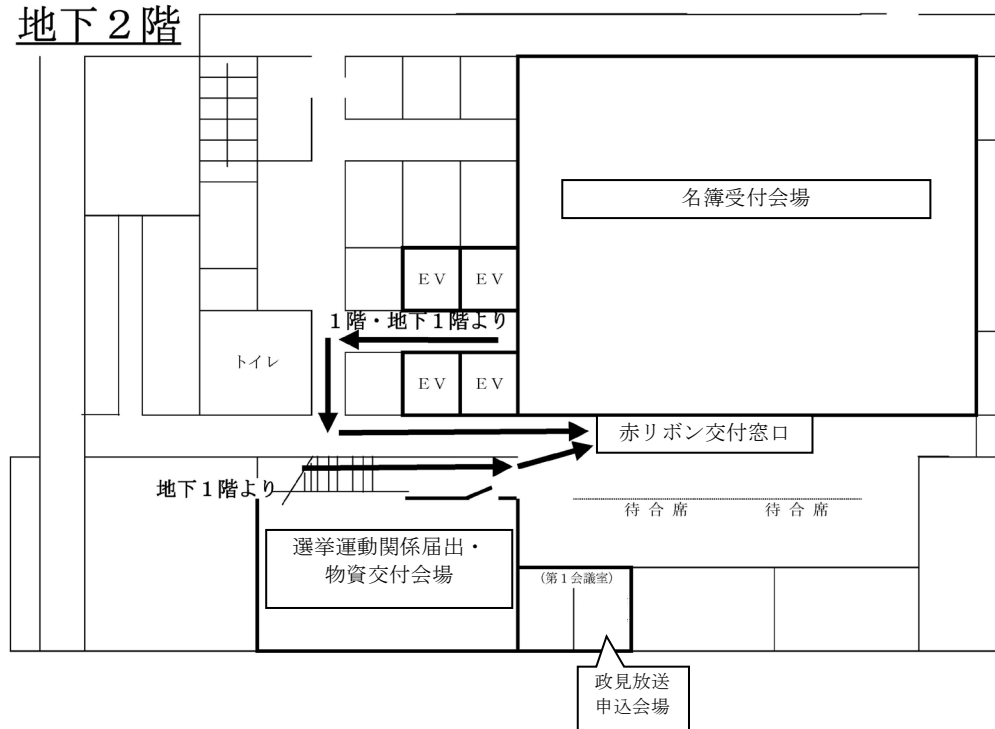 地下２階
名簿受付会場
ＥＶ ＥＶ
１階・地下１階より
トイレ
ＥＶ ＥＶ
赤リボン交付窓口
地下１階より
待合席 待合席
選挙運動関係届出・
物資交付会場
(第１会議室)
政見放送
申込会場